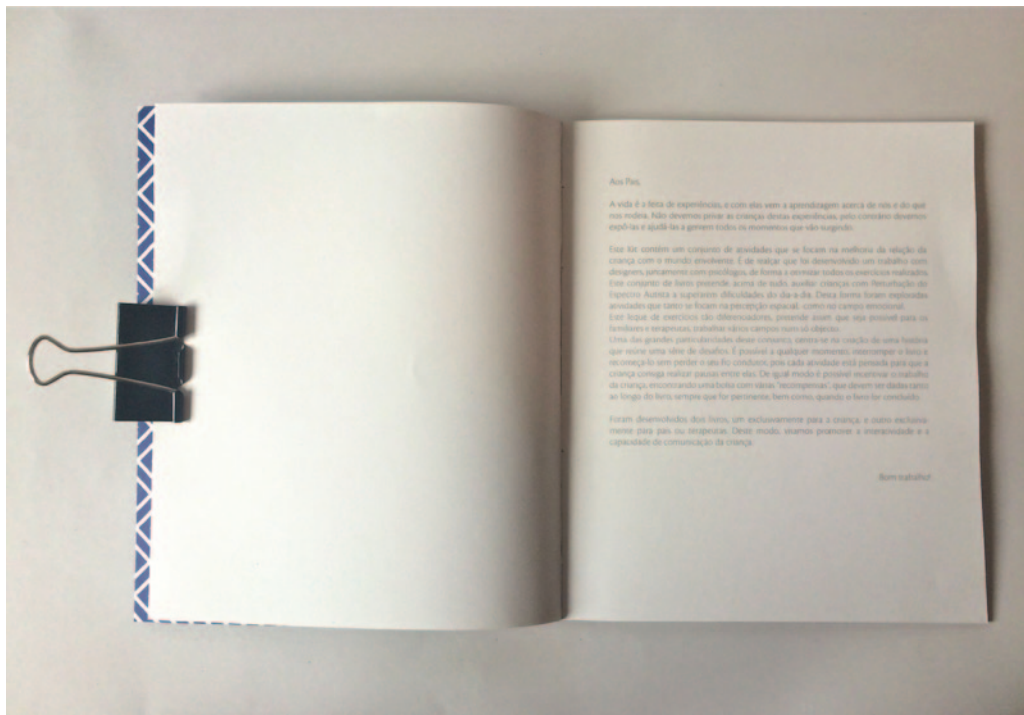 Aos Pais,
A vida é a feita de experiências, e com elas vem a aprendizagem acerca de nós e do que
nos rodeia. Não devemos privar as crianças destas experiências, pelo contrário devemos
expô-las e ajudá-las a gerirem todos os momentos que vão surgindo.
Este kit contém um conjunto de atividades que se focam na melhoria da relação da
criança com o mundo envolvente. É de realçar que foi desenvolvido um trabalho com
designers, juntamente com psicólogos, de forma a otimizar todos os exercícios realizados.
Este conjunto de livros pretende, acima de tudo, auxiliar crianças com Perturbação do
Espectro Autista a superarem dificuldades do dia-a-dia. Desta forma foram exploradas
atividades que tanto se focam na perceção espacial, como no campo emocional.
Este leque de exercícios são diferenciadores, pretende assim que seja possível para os
familiares e terapeutas, trabalhar vários campos num só objecto.
Uma das grandes particularidades deste conjunto, centra-se na criação de uma história
que reúne uma série de desafios. É possível a qualquer momento, interromper o livro e
recomeçá-lo sem perder o seu fio condutor, pois cada atividade está pensada para que a
criança consiga realizar pausas entre elas. De igual modo é possível incentivar o trabalho
da criança, encontrando uma bolsa com várias "recompensas", que devem ser dadas tanto
ao longo do livro, sempre que for pertinente, bem como, quando o livro for concluído.
Foram desenvolvidos dois livros, um exclusivamente para a criança, e outro exclusiva-
mente para pais ou terapeutas. Deste modo, visamos promover a interatividade e a
capacidade de comunicação da criança.
Bom trabalho!